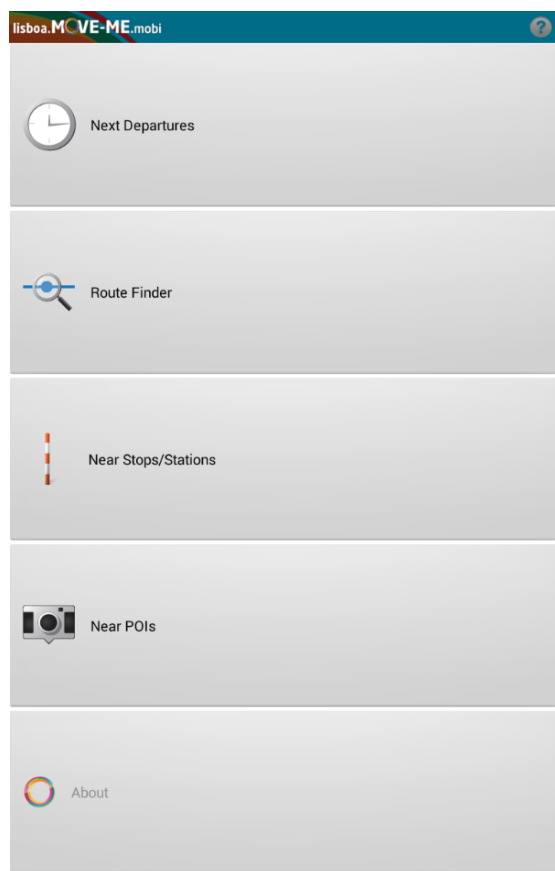 lisboa.MOVE-ME.mobi
?
Next Departures
Route Finder
Near Stops/Stations
Near POIs
About